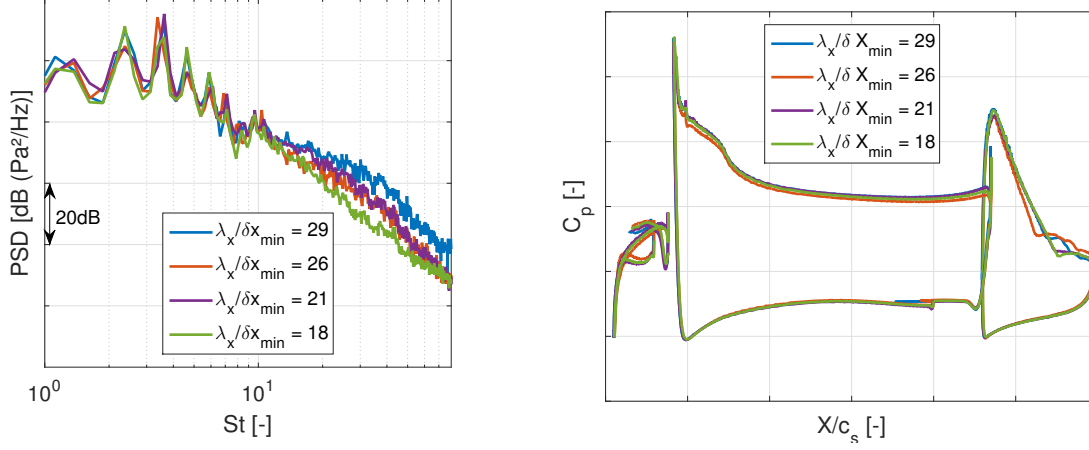 PSD [dB (Pa²/Hz)]
20dB
λx/δxmin = 29
λx/δxmin = 26
λx/δxmin = 21
λx/δxmin = 18
10⁰
10¹
St [-]
Cp [-]
λx/δ Xmin = 29
λx/δ Xmin = 26
λx/δ Xmin = 21
λx/δ Xmin = 18
X/cs [-]